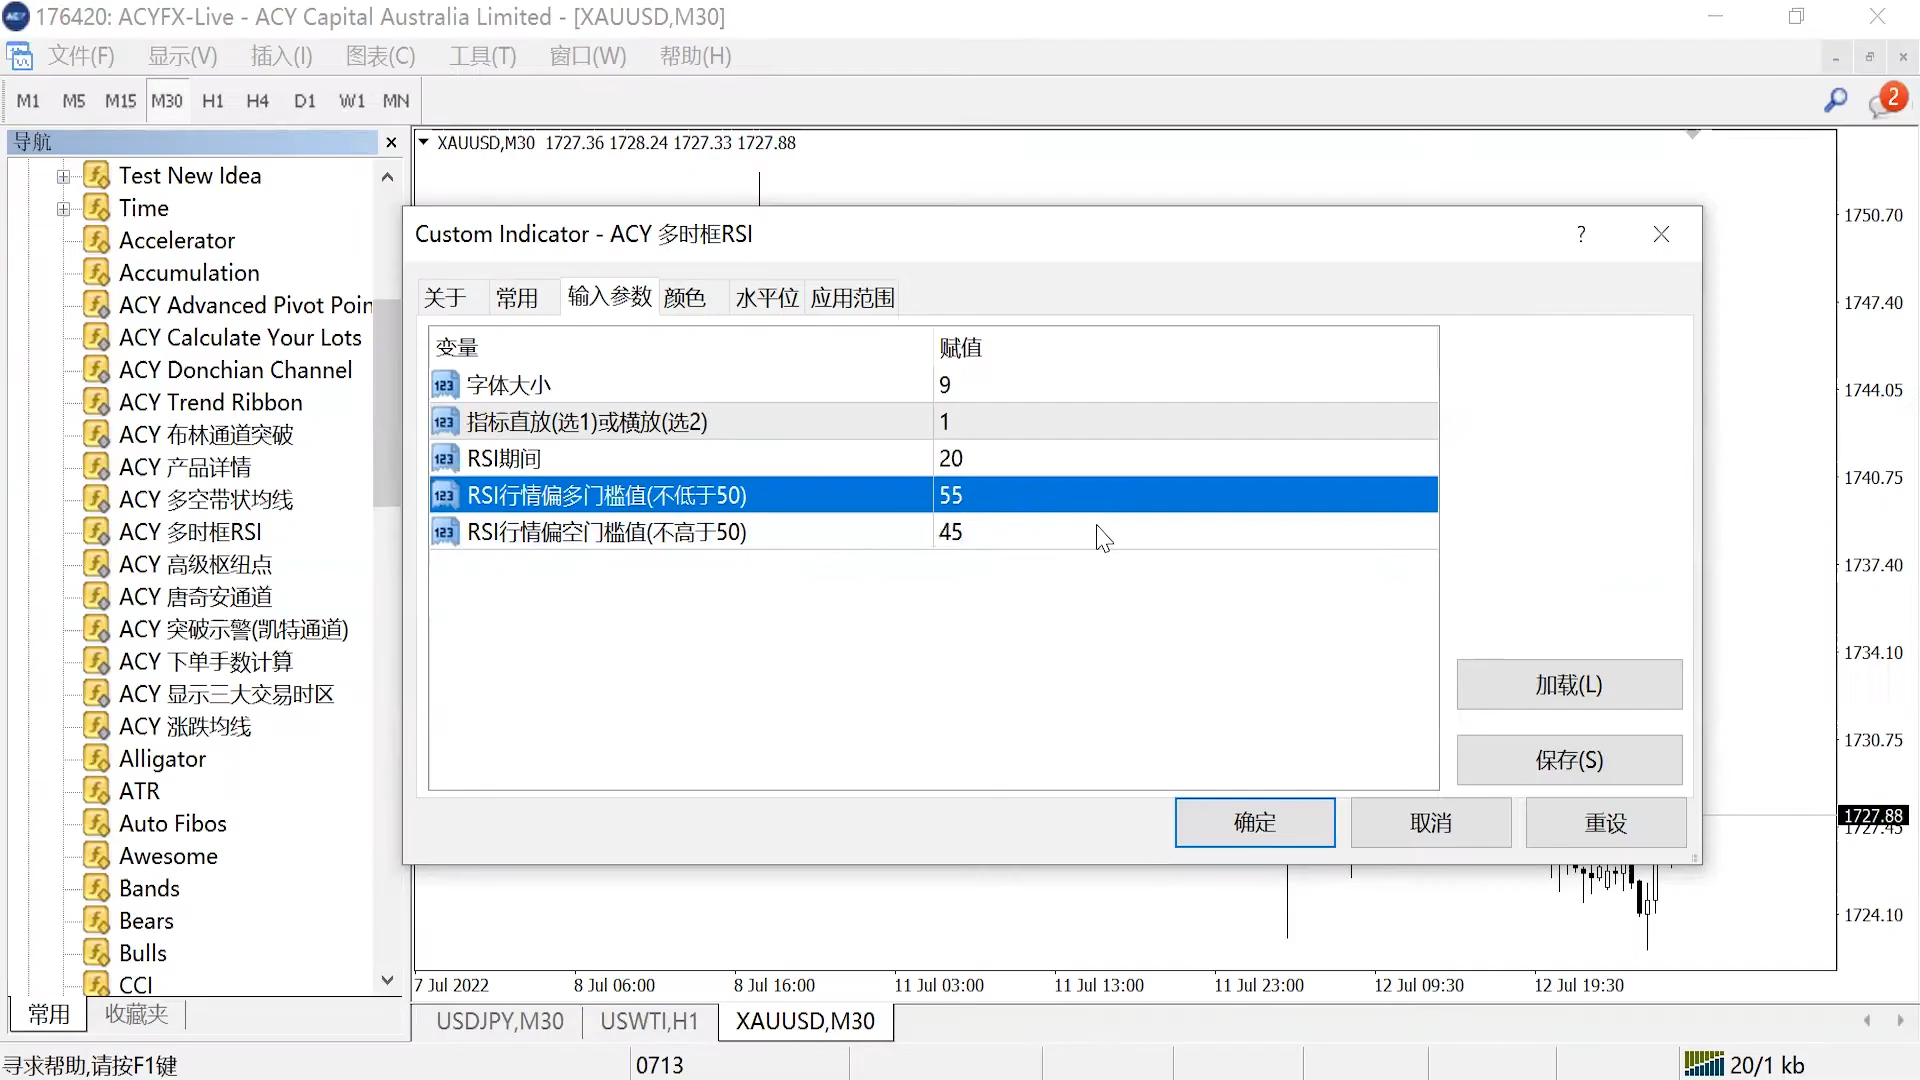 176420: ACYFX-Live - ACY Capital Australia Limited - [XAUUSD,M30]
文件(F) 显示(V) 插入(I) 图表(C) 工具(T) 窗口(W) 帮助(H)
M1 M5 M15 M30 H1 H4 D1 W1 MN
2
导航
Test New Idea
Time
Accelerator
Accumulation
ACY Advanced Pivot Poin
ACY Calculate Your Lots
ACY Donchian Channel
ACY Trend Ribbon
ACY 布林通道突破
ACY 产品详情
ACY 多空带状均线
ACY 多时框RSI
ACY 高级枢纽点
ACY 唐奇安通道
ACY 突破示警(凯特通道)
ACY 下单手数计算
ACY 显示三大交易时区
ACY 涨跌均线
Alligator
ATR
Auto Fibos
Awesome
Bands
Bears
Bulls
CCI
常用 收藏夹
XAUUSD,M30 1727.36 1728.24 1727.33 1727.88
Custom Indicator - ACY 多时框RSI
?
关于 常用 输入参数 颜色 水平位 应用范围
变量 赋值
123 字体大小 9
123 指标直放(选1)或横放(选2) 1
123 RSI期间 20
123 RSI行情偏多门槛值(不低于50) 55
123 RSI行情偏空门槛值(不高于50) 45
加载(L)
保存(S)
确定 取消 重设
1750.70
1747.40
1744.05
1740.75
1737.40
1734.10
1730.75
1727.88
1727.45
1724.10
7 Jul 2022 8 Jul 06:00 8 Jul 16:00 11 Jul 03:00 11 Jul 13:00 11 Jul 23:00 12 Jul 09:30 12 Jul 19:30
USDJPY,M30 USWTI,H1 XAUUSD,M30
寻求帮助,请按F1键 0713 20/1 kb